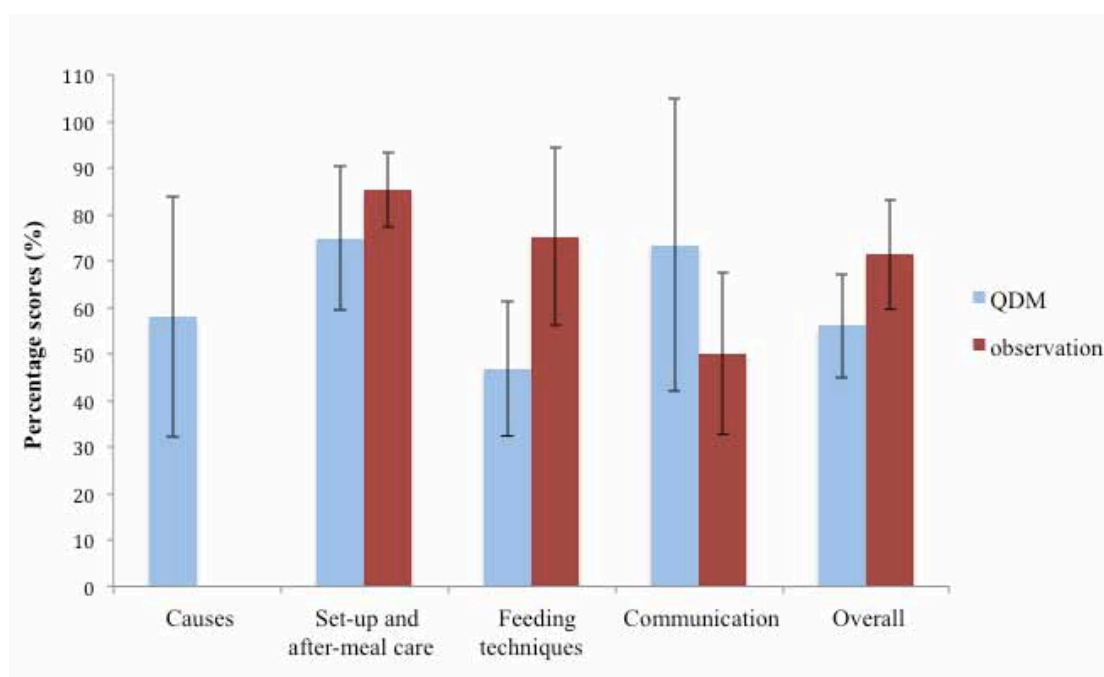 Percentage scores (%)
110
100
90
80
70
60
50
40
30
20
10
0
Causes
Set-up and
after-meal care
Feeding
techniques
Communication
Overall
QDM
observation